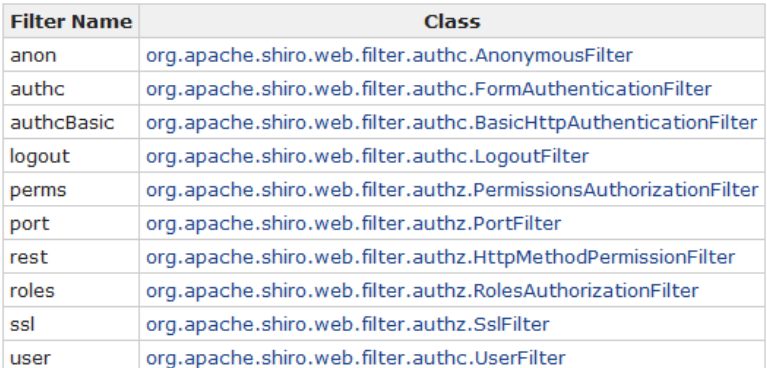 Filter Name Class
anon org.apache.shiro.web.filter.authc.AnonymousFilter
authc org.apache.shiro.web.filter.authc.FormAuthenticationFilter
authcBasic org.apache.shiro.web.filter.authc.BasicHttpAuthenticationFilter
logout org.apache.shiro.web.filter.authc.LogoutFilter
perms org.apache.shiro.web.filter.authz.PermissionsAuthorizationFilter
port org.apache.shiro.web.filter.authz.PortFilter
rest org.apache.shiro.web.filter.authz.HttpMethodPermissionFilter
roles org.apache.shiro.web.filter.authz.RolesAuthorizationFilter
ssl org.apache.shiro.web.filter.authz.SslFilter
user org.apache.shiro.web.filter.authc.UserFilter